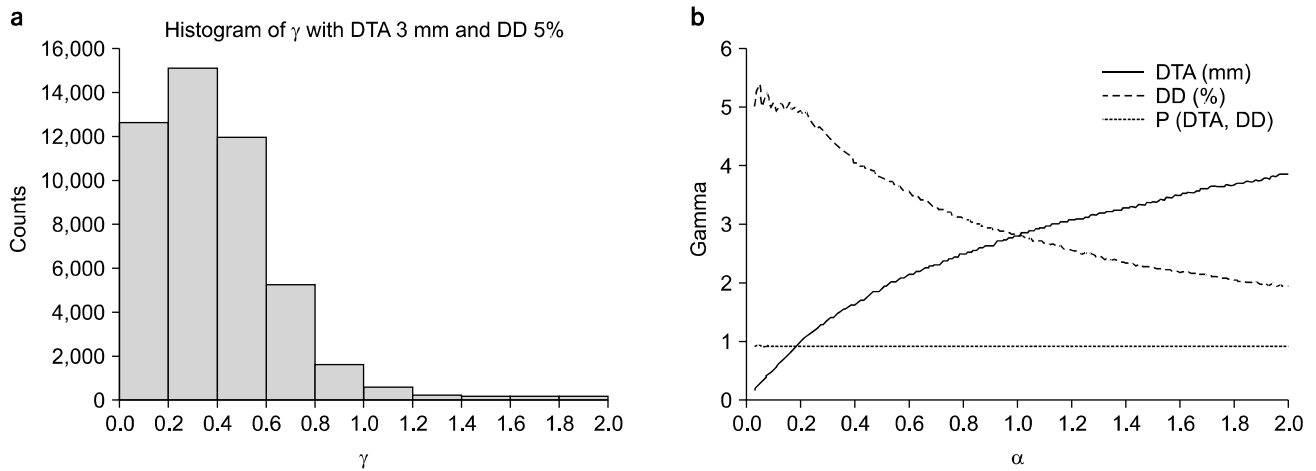 a
Histogram of γ with DTA 3 mm and DD 5%
Counts
16,000
14,000
12,000
10,000
8,000
6,000
4,000
2,000
0
0.0 0.2 0.4 0.6 0.8 1.0 1.2 1.4 1.6 1.8 2.0
γ
b
Gamma
6
5
4
3
2
1
0
DTA (mm)
DD (%)
P (DTA, DD)
0.0 0.2 0.4 0.6 0.8 1.0 1.2 1.4 1.6 1.8 2.0
α